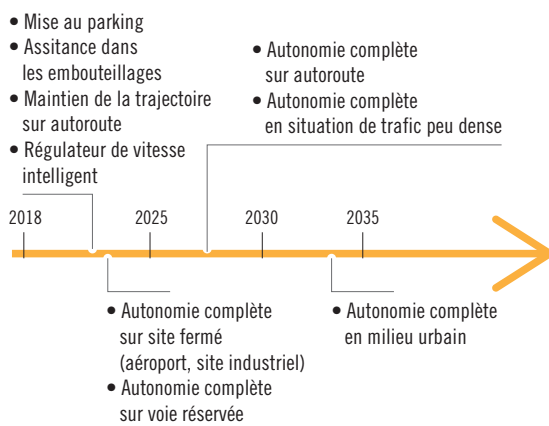 • Mise au parking
• Assitance dans
les embouteillages
• Maintien de la trajectoire
sur autoroute
• Régulateur de vitesse
intelligent
• Autonomie complète
sur autoroute
• Autonomie complète
en situation de trafic peu dense
2018
2025
2030
2035
• Autonomie complète
sur site fermé
(aéroport, site industriel)
• Autonomie complète
sur voie réservée
• Autonomie complète
en milieu urbain